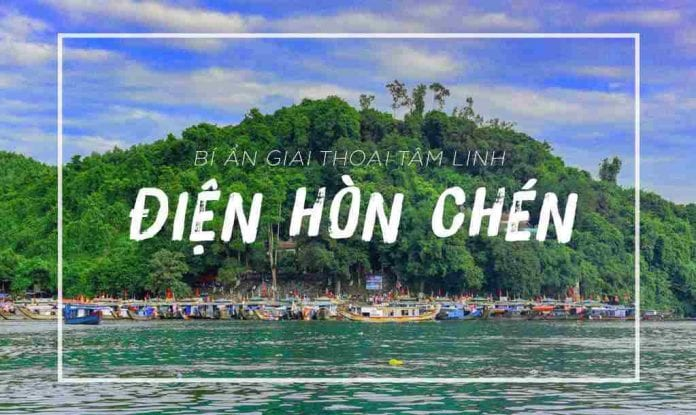 BÍ ẨN GIAI THOẠI TÂM LINH
ĐIỆN HÒN CHÉN